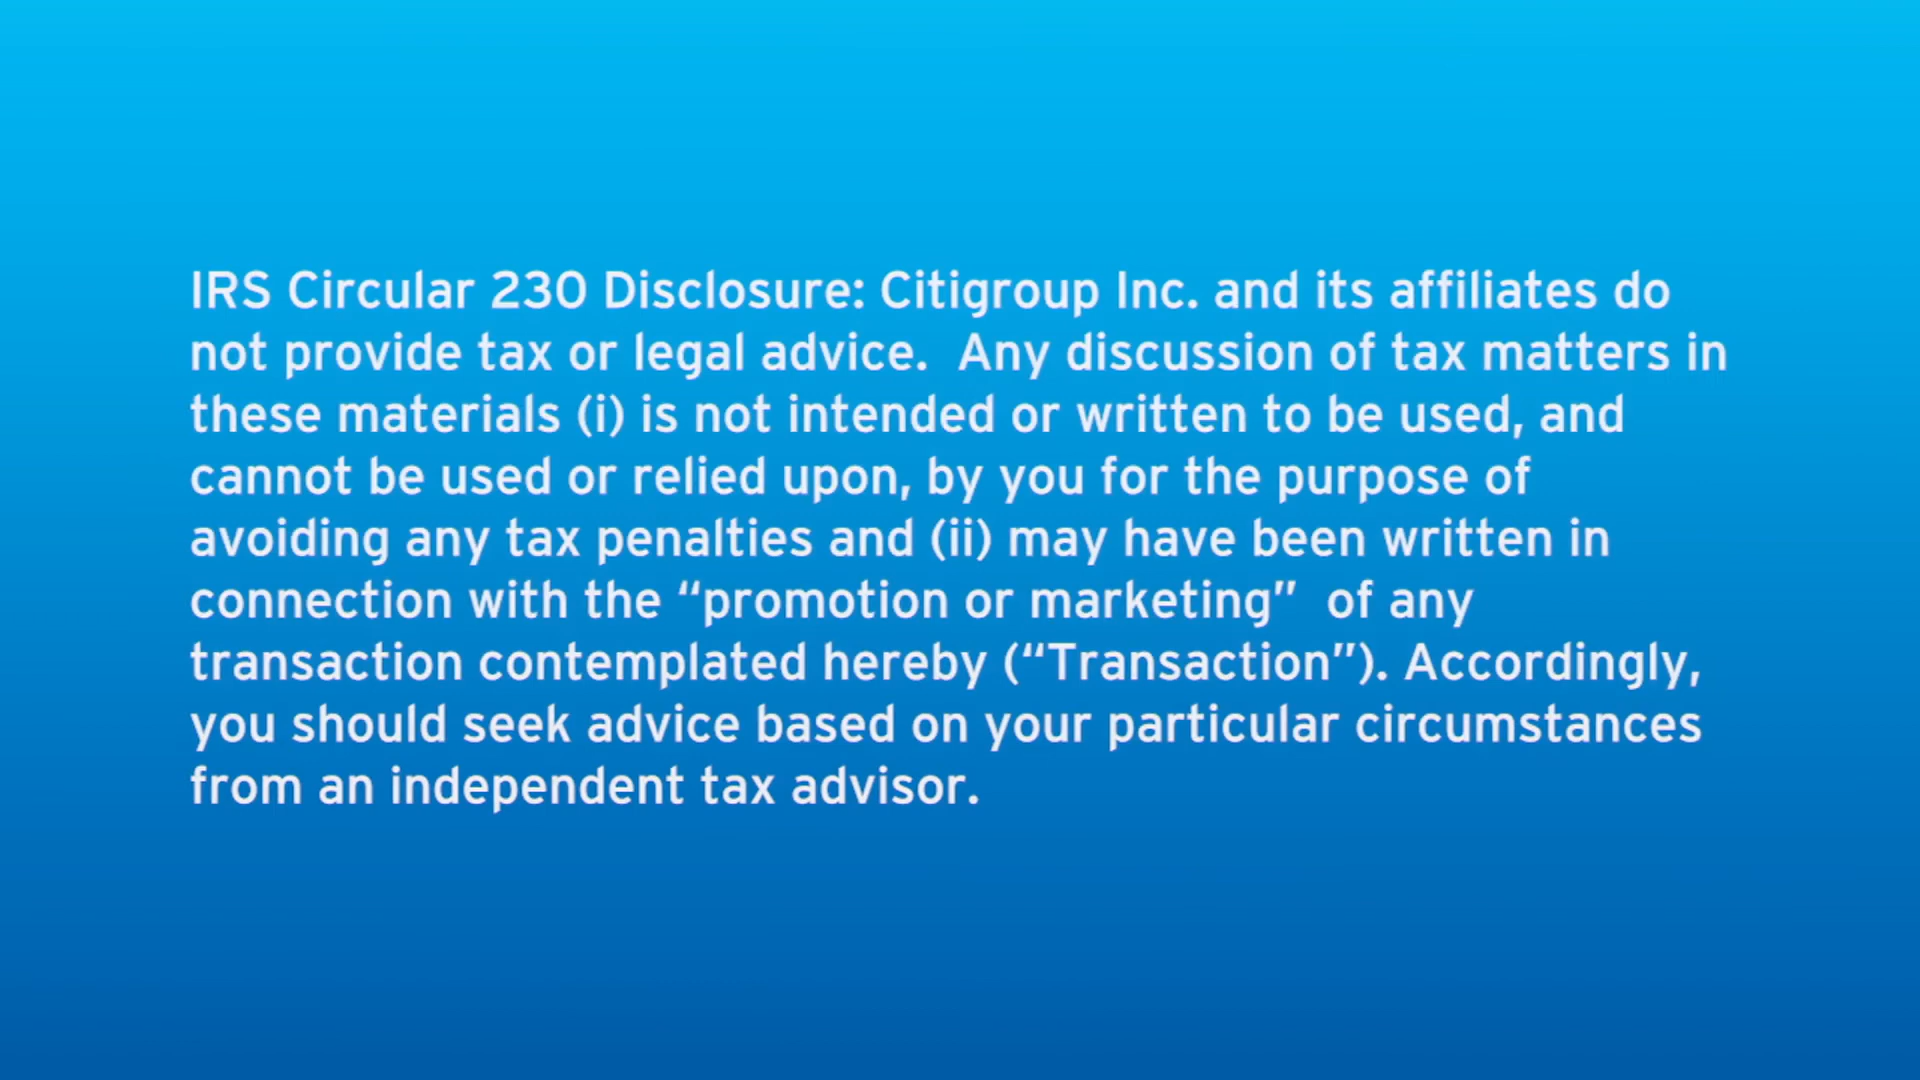 IRS Circular 230 Disclosure: Citigroup Inc. and its affiliates do
not provide tax or legal advice.  Any discussion of tax matters in
these materials (i) is not intended or written to be used, and
cannot be used or relied upon, by you for the purpose of
avoiding any tax penalties and (ii) may have been written in
connection with the “promotion or marketing”  of any
transaction contemplated hereby (“Transaction”). Accordingly,
you should seek advice based on your particular circumstances
from an independent tax advisor.